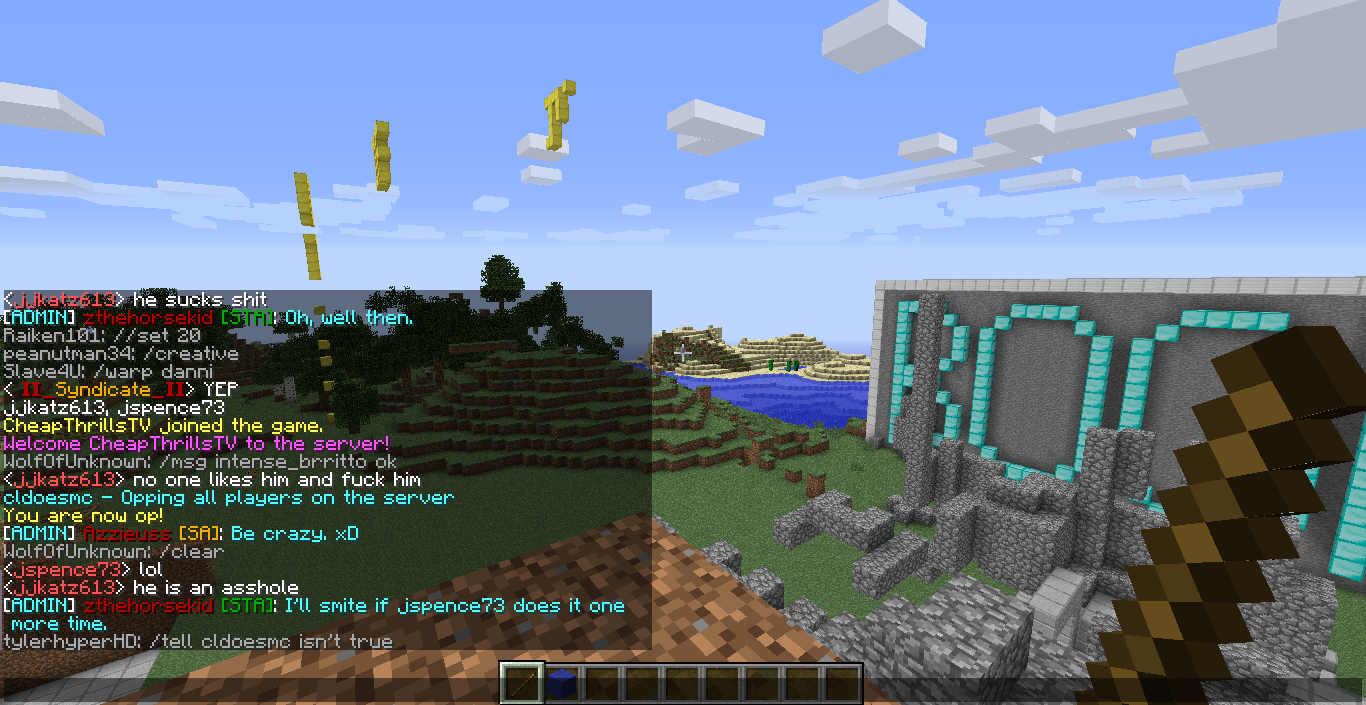 <jjkatz613> he sucks shit
[ADMIN] zthehorsekid [STA]: Oh, well then.
Raiken101: //set 20
peanutman34: /creative
Slave4U: /warp danni
< II_Syndicate_II> YEP
jjkatz613, jspence73
CheapThrillsTV joined the game.
Welcome CheapThrillsTV to the server!
WolfOfUnknown: /msg intense_brritto ok
<jjkatz613> no one likes him and fuck him
cldoesmc - Opping all players on the server
You are now op!
[ADMIN] Azzieuss [SA]: Be crazy. xD
WolfOfUnknown: /clear
<jspence73> lol
<jjkatz613> he is an asshole
[ADMIN] zthehorsekid [STA]: I'll smite if jspence73 does it one
more time.
tylerhyperHD: /tell cldoesmc isn't true